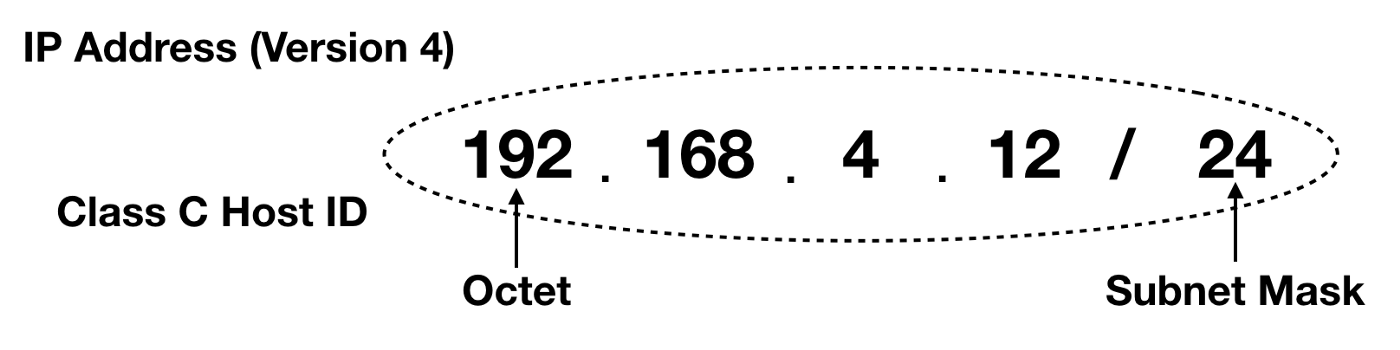 IP Address (Version 4)
192 . 168 . 4 . 12 / 24
Class C Host ID
Octet
Subnet Mask